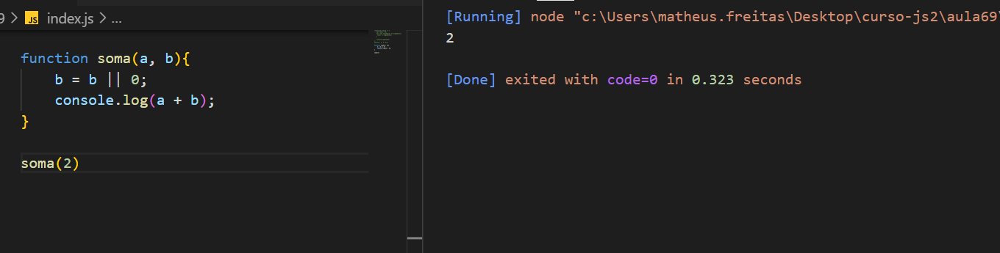 9 > JS index.js > ...
function soma(a, b){
b = b || 0;
console.log(a + b);
}
soma(2)
[Running] node "c:\Users\matheus.freitas\Desktop\curso-js2\aula69\
2
[Done] exited with code=0 in 0.323 seconds